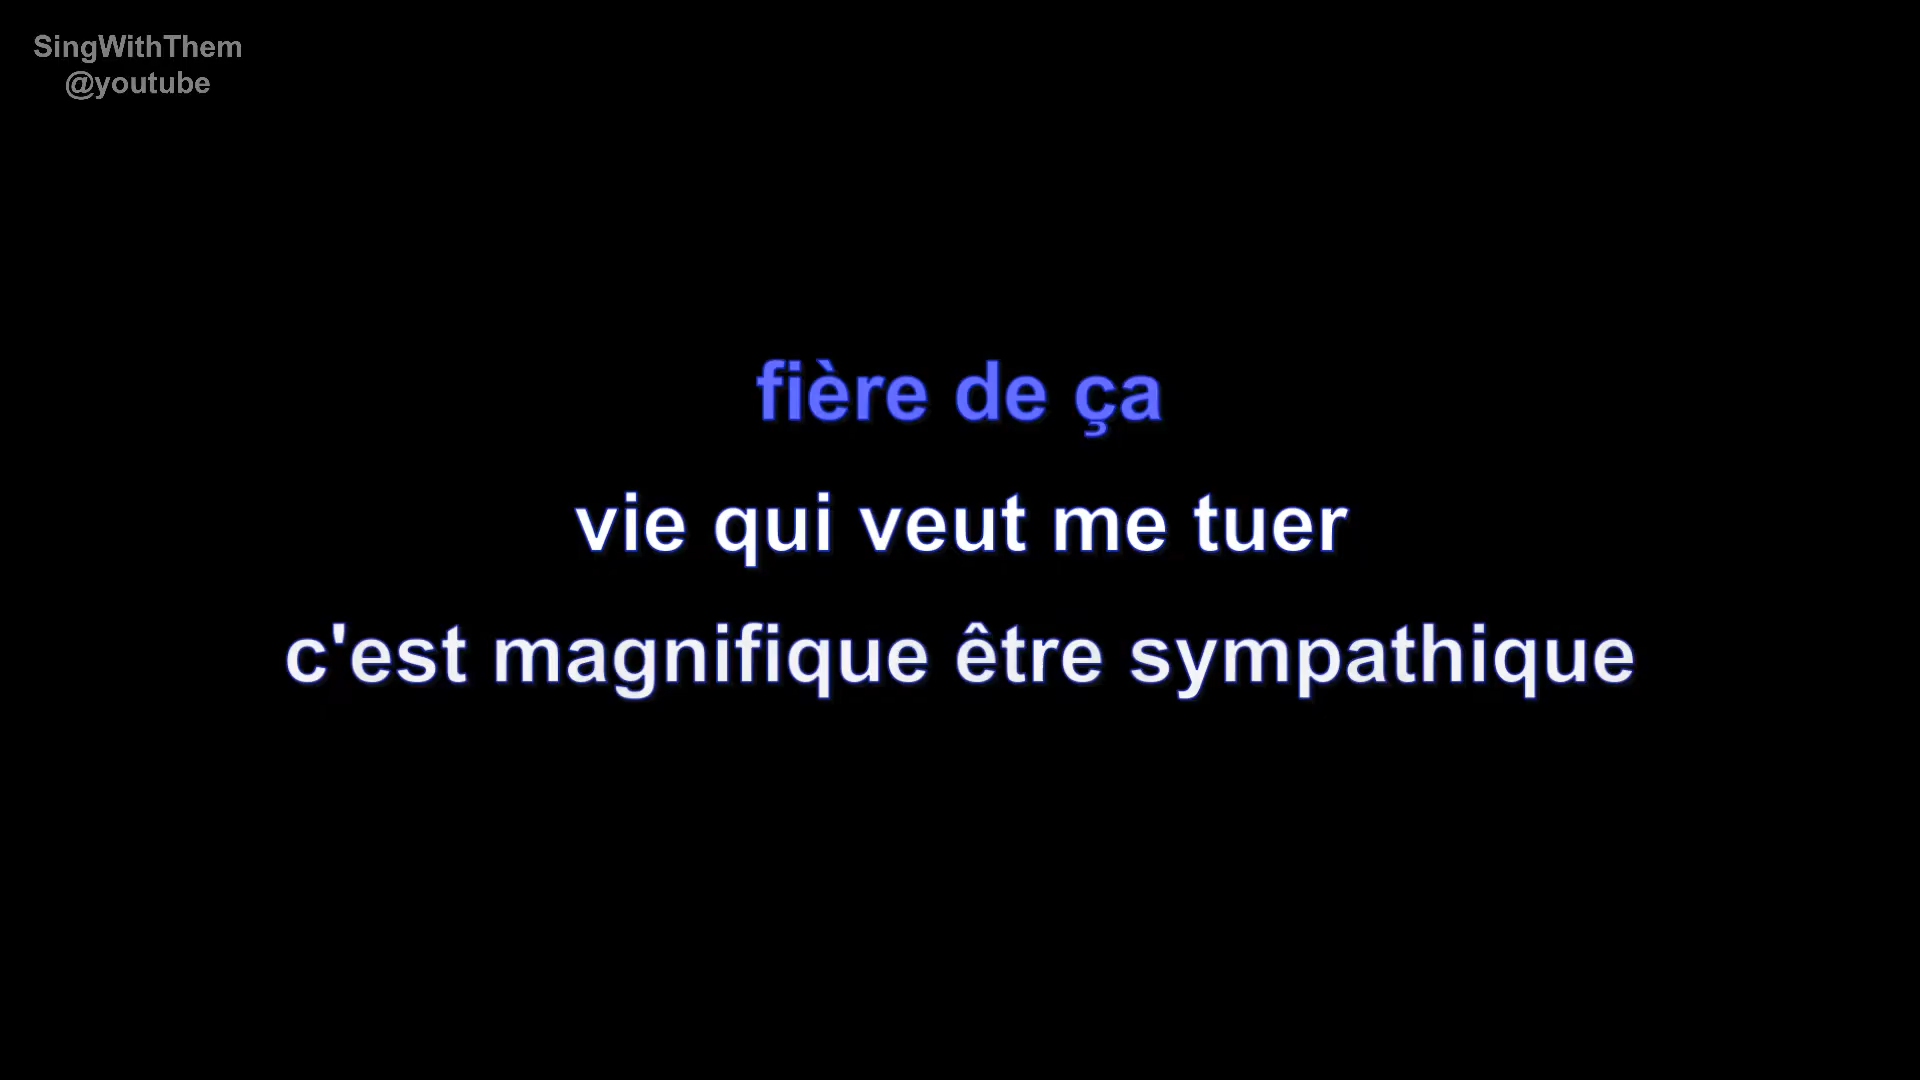 SingWithThem
@youtube
fière de ça
vie qui veut me tuer
c'est magnifique être sympathique